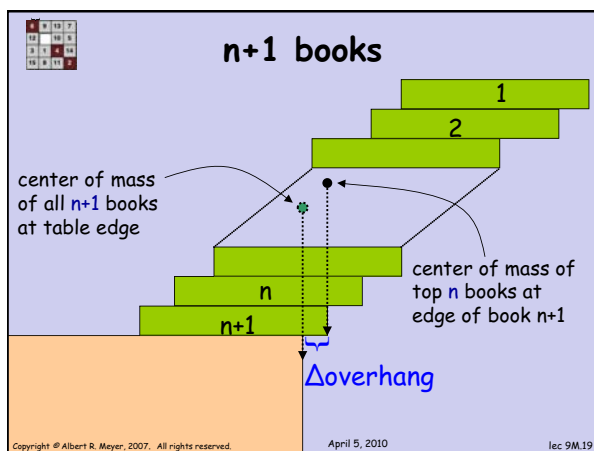 n+1 books
1
2
center of mass
of all n+1 books
at table edge
n
center of mass of
top n books at
edge of book n+1
n+1
Δoverhang
Copyright © Albert R. Meyer, 2007. All rights reserved.
April 5, 2010
lec 9M.19